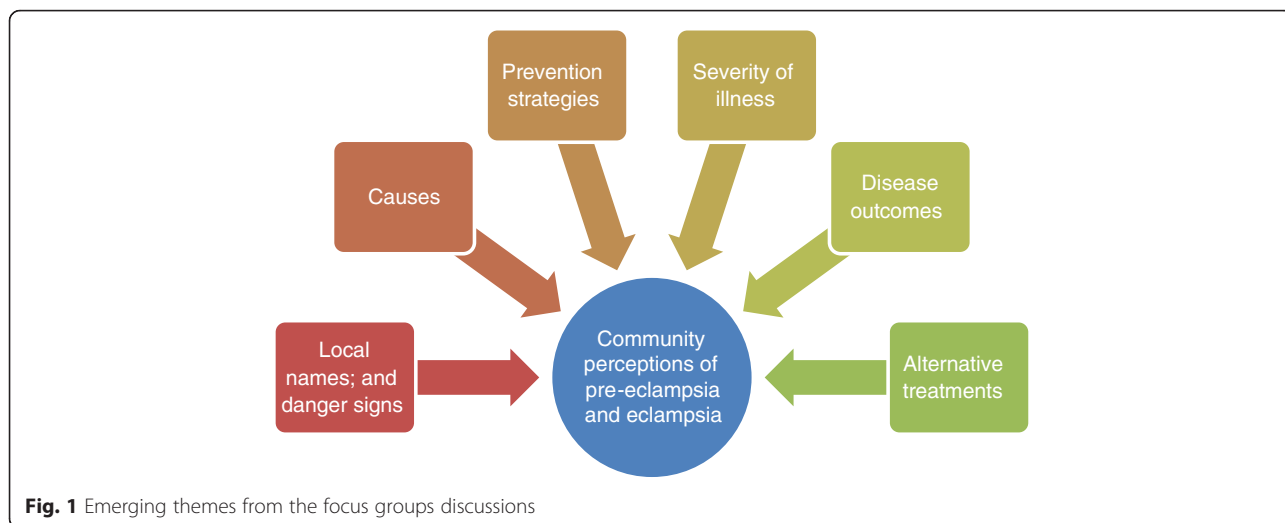 Prevention
strategies
Severity of
illness
Causes
Disease
outcomes
Local
names; and
danger signs
Community
perceptions of
pre-eclampsia
and eclampsia
Alternative
treatments
Fig. 1 Emerging themes from the focus groups discussions